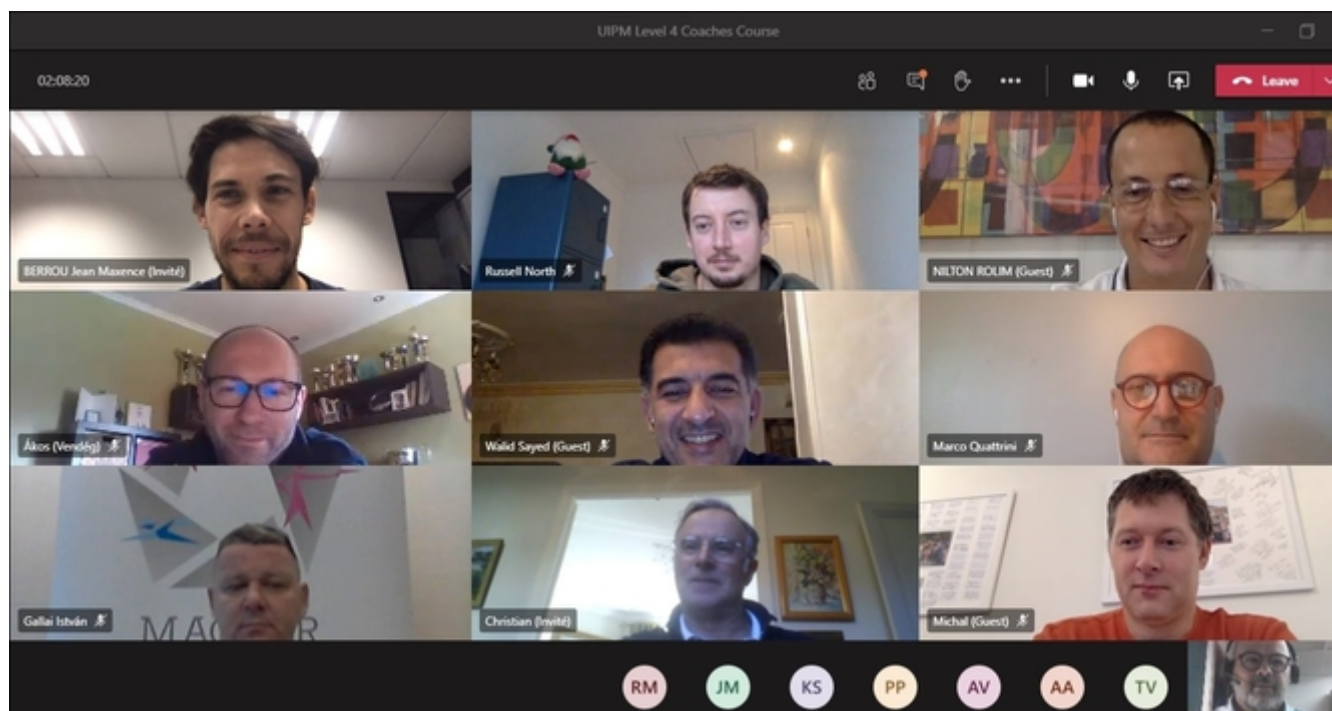 UIPM Level 4 Coaches Course
02:08:20
Leave
BERROU Jean Maxence (Invité)
Russell North
NILTON ROLIM (Guest)
Ákos (Vendég)
Walid Sayed (Guest)
Marco Quattrini
MAGYAR
Gallai István
Christian (Invité)
Michal (Guest)
RM
JM
KS
PP
AV
AA
TV